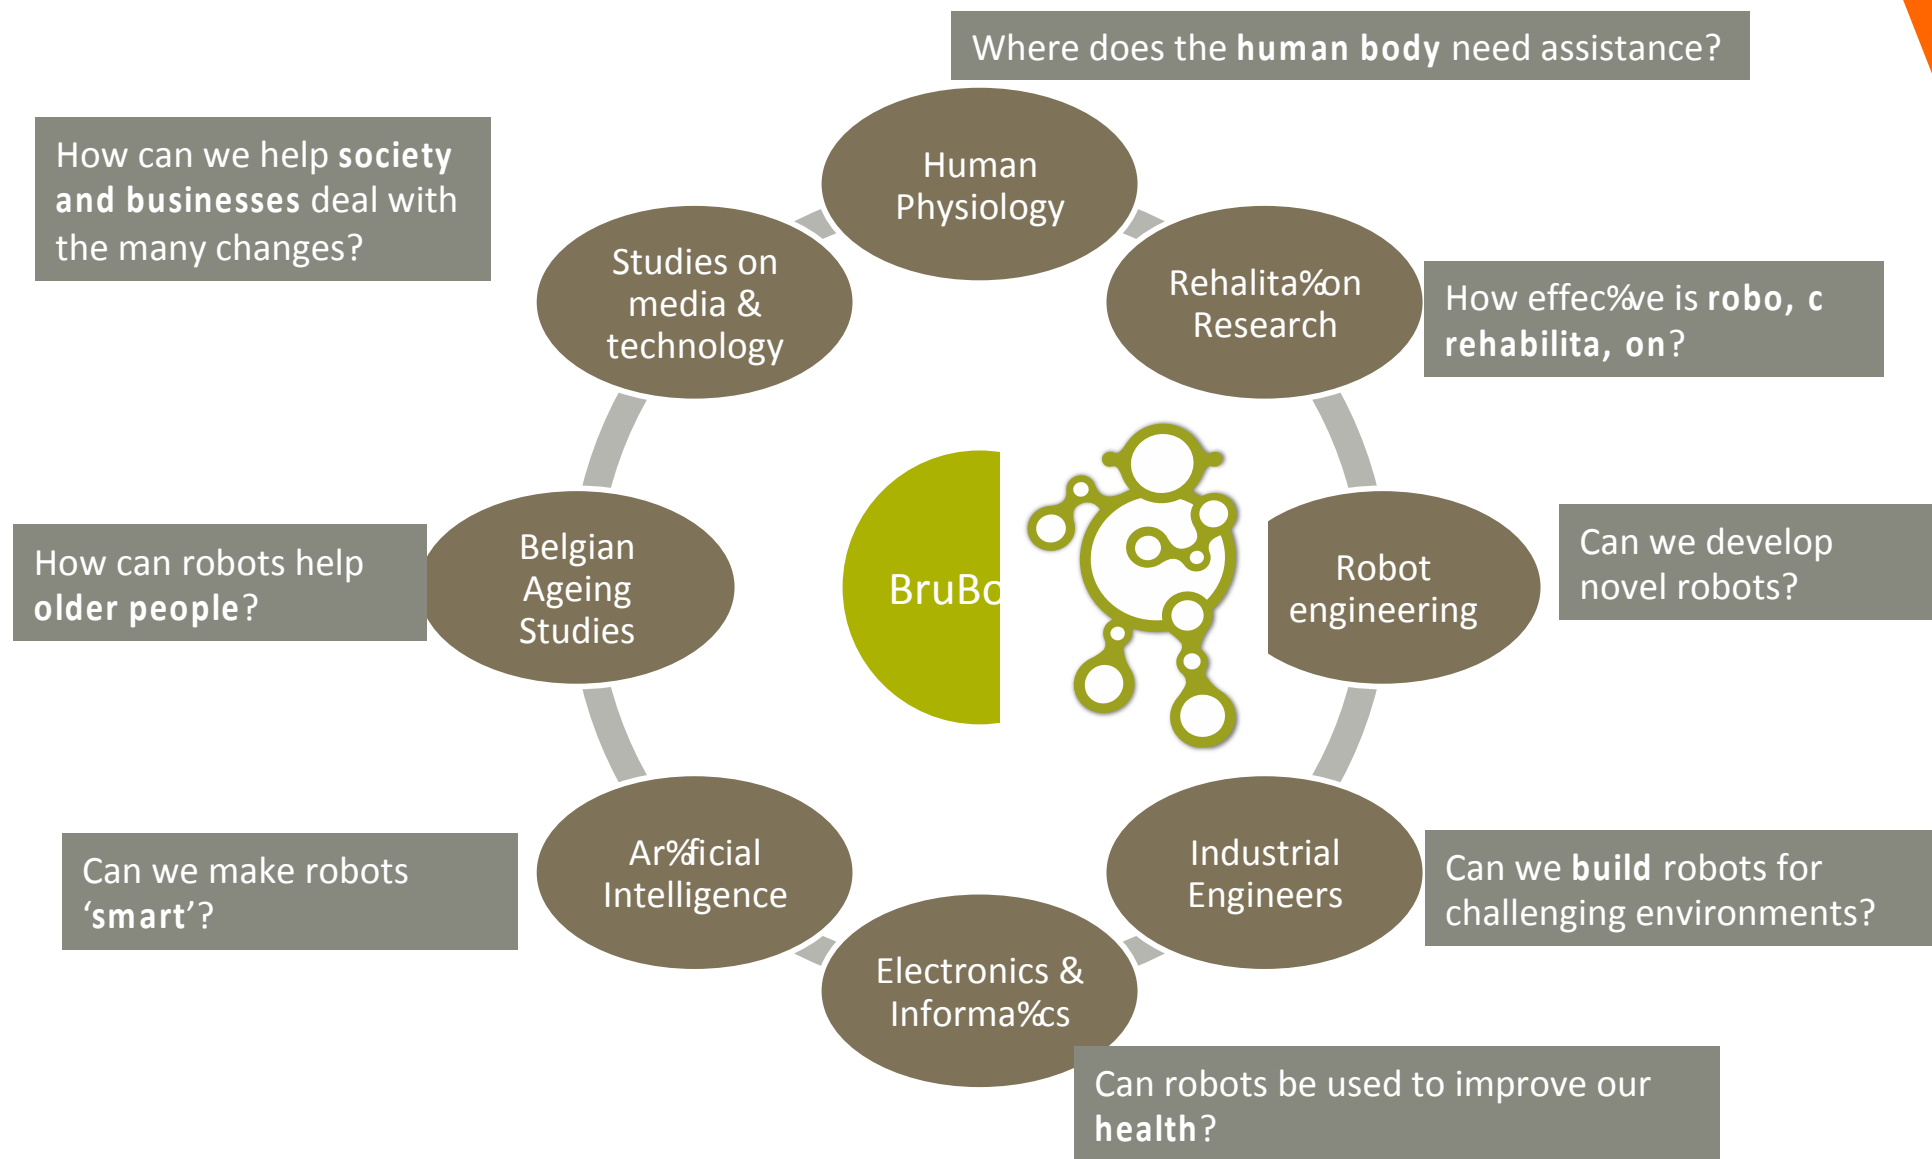 Where does the human body need assistance?
How can we help society
and businesses deal with
the many changes?
Human
Physiology
Studies on
media &
technology
Rehalita%on
Research
How effec%ve is robo, c
rehabilita, on?
How can robots help
older people?
Belgian
Ageing
Studies
BruBo
Robot
engineering
Can we develop
novel robots?
Can we make robots
‘smart’?
Ar%ficial
Intelligence
Industrial
Engineers
Can we build robots for
challenging environments?
Electronics &
Informa%cs
Can robots be used to improve our
health?